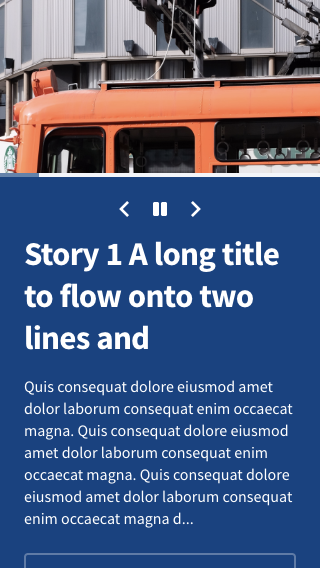 Story 1 A long title
to flow onto two
lines and
Quis consequat dolore eiusmod amet
dolor laborum consequat enim occaecat
magna. Quis consequat dolore eiusmod
amet dolor laborum consequat enim
occaecat magna. Quis consequat dolore
eiusmod amet dolor laborum consequat
enim occaecat magna d...